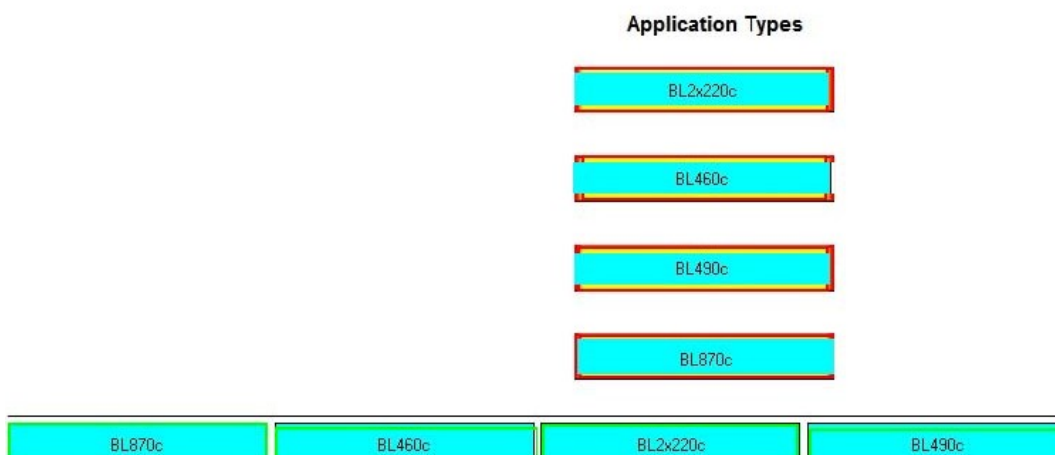 Application Types
BL2x220c
BL460c
BL490c
BL870c
BL870c BL460c BL2x220c BL490c